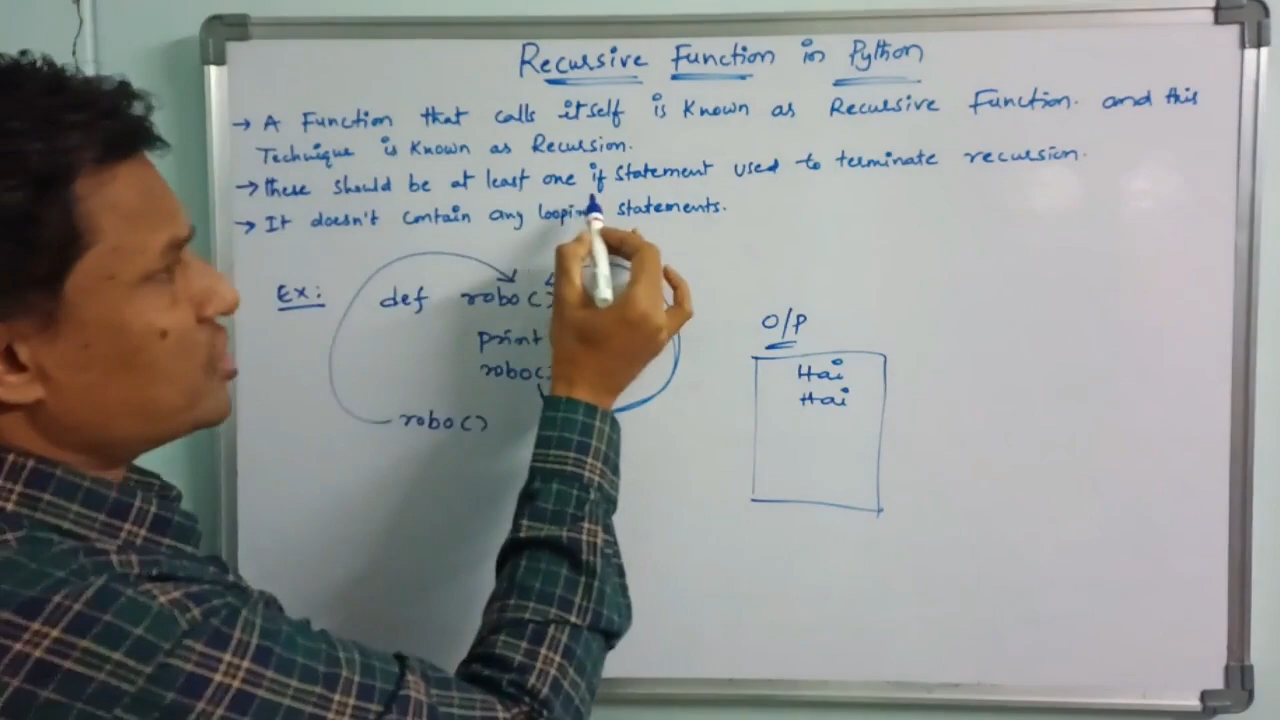 Recursive Function in Python
→ A Function that calls itself is Known as Recursive Function. and this
Technique is Known as Recursion.
→ there should be at least one if statement used to terminate recursion.
→ It doesn't contain any looping statements.
Ex: def robo()
print
robo()
robo()
O/P
Hai
Hai